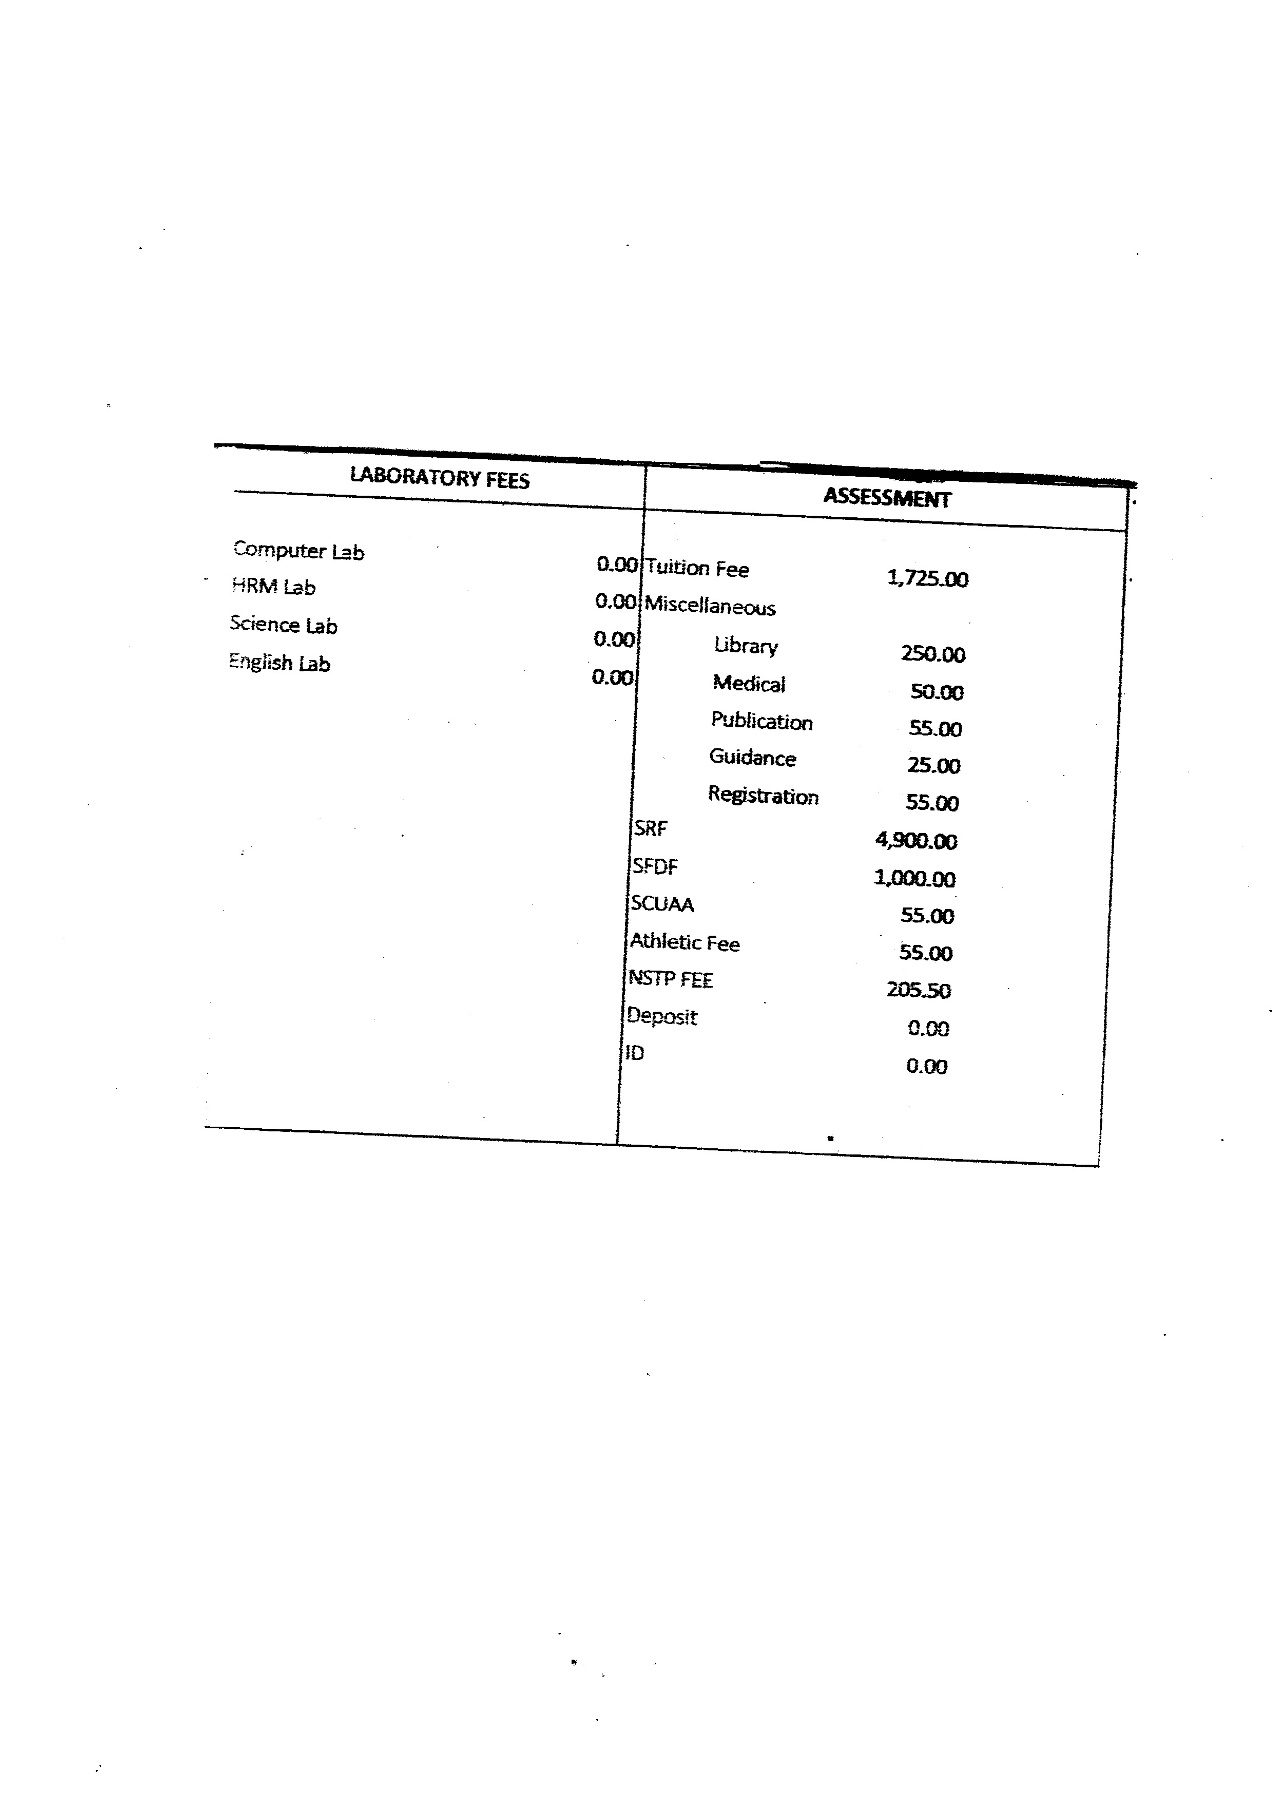 LABORATORY FEES
ASSESSMENT
Computer Lab 0.00
HRM Lab 0.00
Science Lab 0.00
English Lab 0.00
Tuition Fee 1,725.00
Miscellaneous
Library 250.00
Medical 50.00
Publication 55.00
Guidance 25.00
Registration 55.00
SRF 4,900.00
SFDF 1,000.00
SCUAA 55.00
Athletic Fee 55.00
NSTP FEE 205.50
Deposit 0.00
ID 0.00